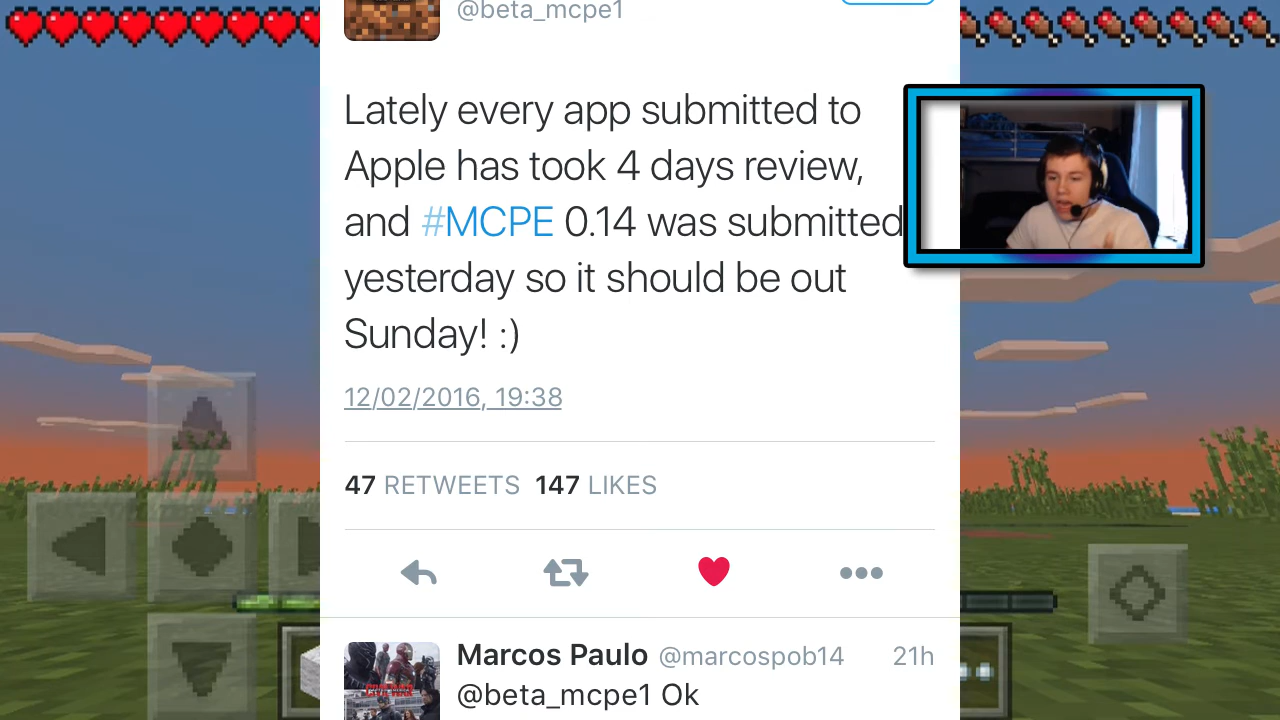 @beta_mcpe1
Lately every app submitted to
Apple has took 4 days review,
and #MCPE 0.14 was submitted
yesterday so it should be out
Sunday! :)
12/02/2016, 19:38
47 RETWEETS 147 LIKES
Marcos Paulo @marcospob14 21h
@beta_mcpe1 Ok